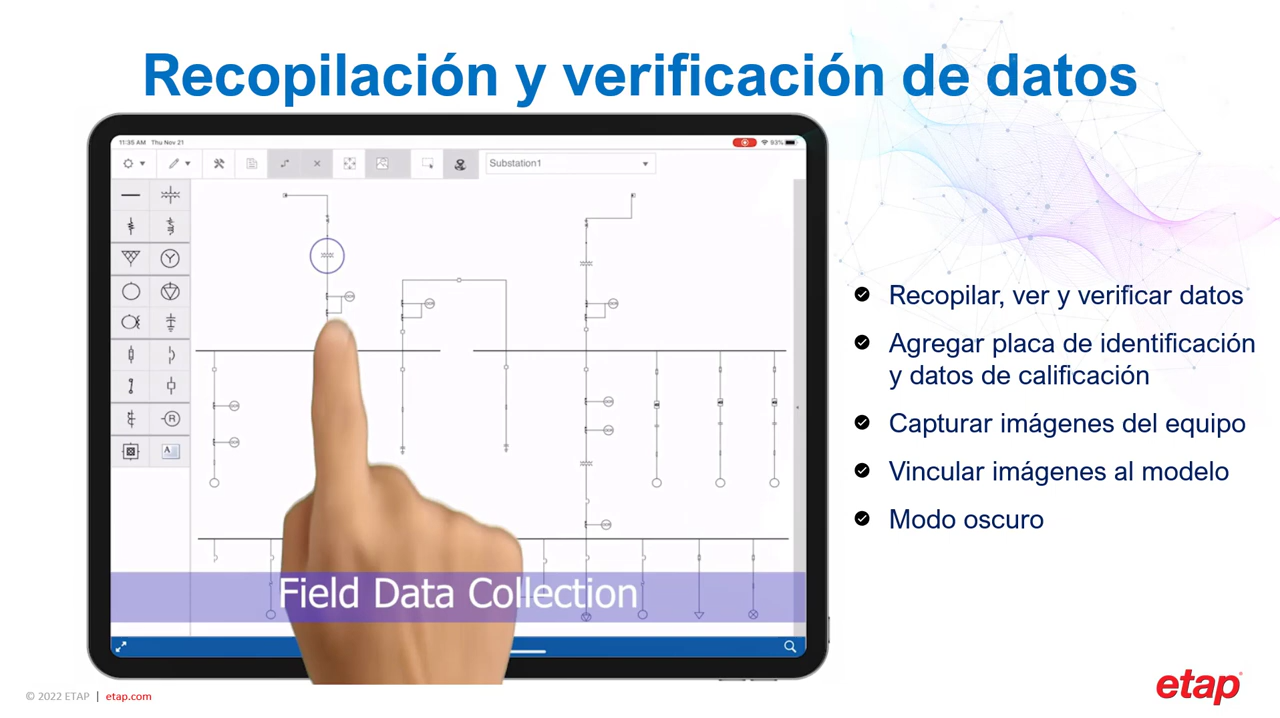 Recopilación y verificación de datos
11:35 AM Thu Nov 21
93%
Substation1
Recopilar, ver y verificar datos
Agregar placa de identificación
y datos de calificación
Capturar imágenes del equipo
Vincular imágenes al modelo
Modo oscuro
R
A
Field Data Collection
© 2022 ETAP | etap.com
etap